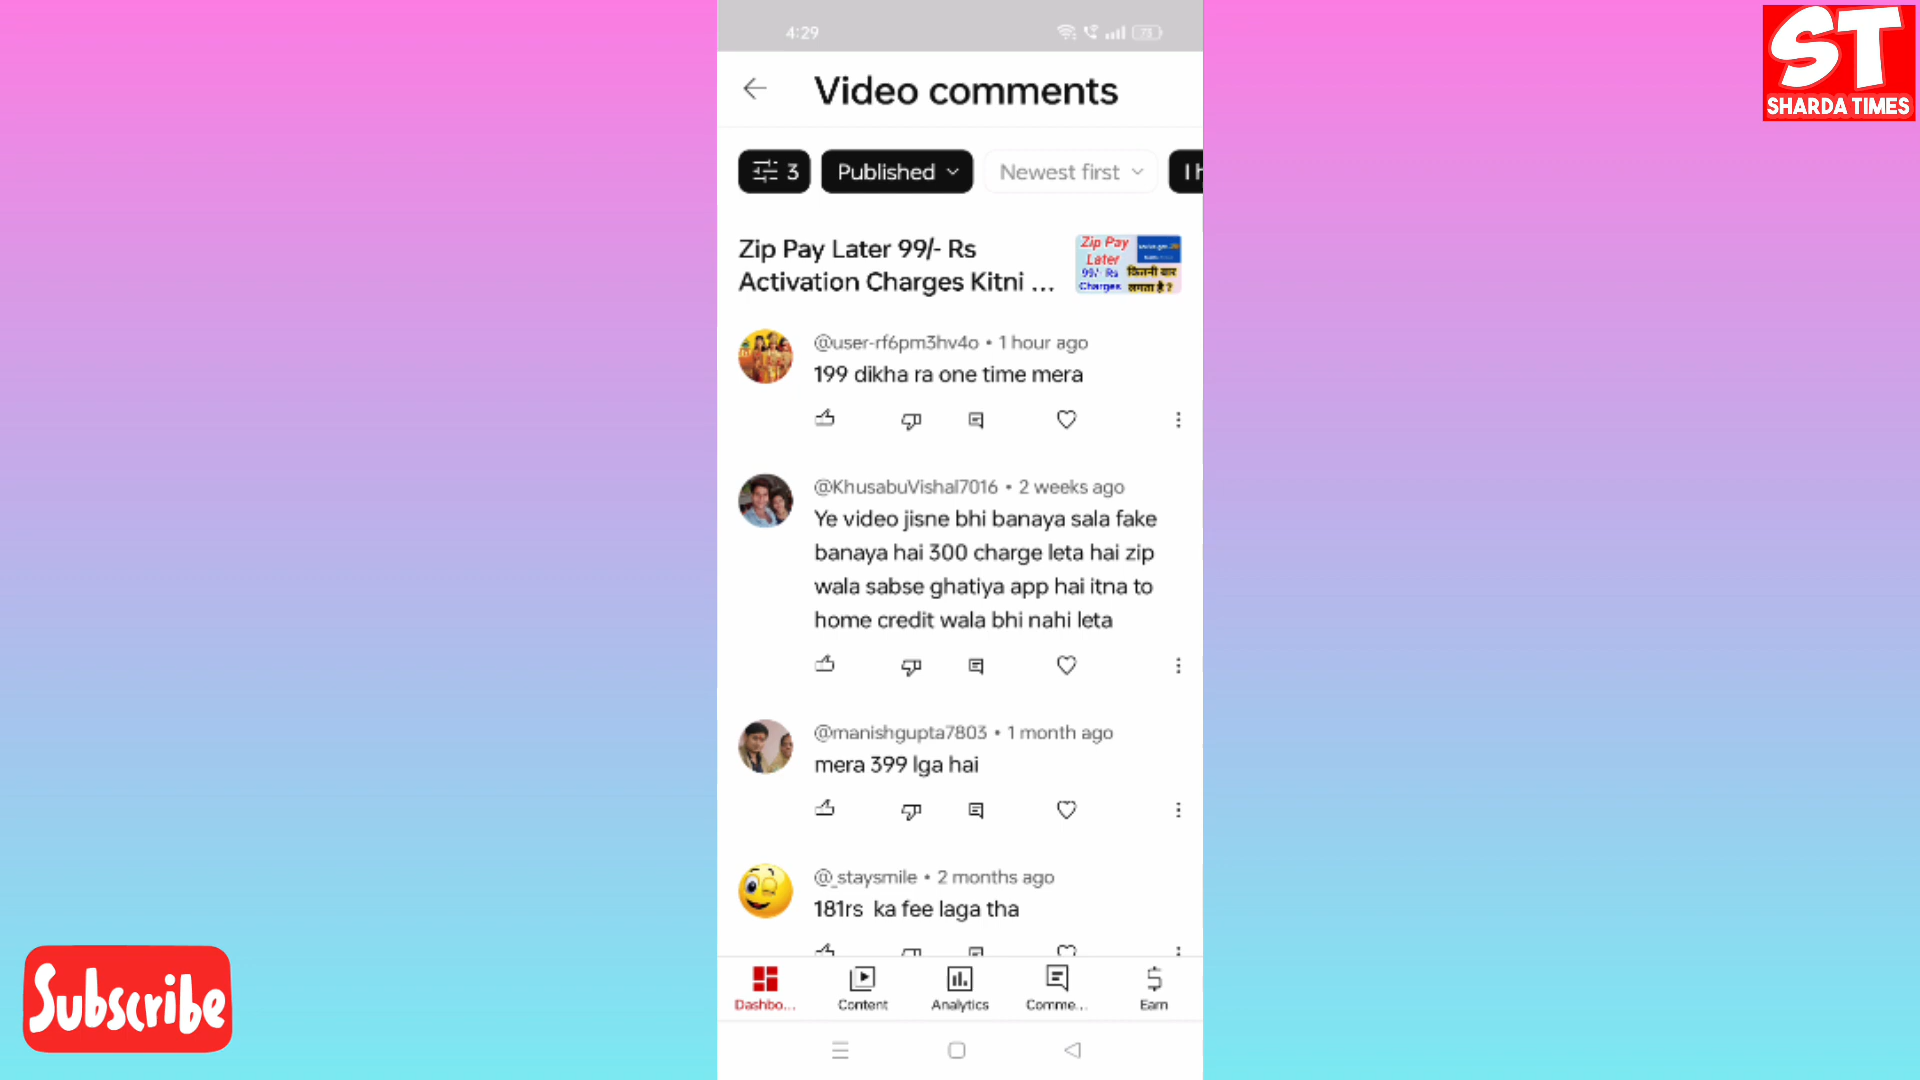 4:29
73
ST
SHARDA TIMES
Video comments
3 Published Newest first I h
Zip Pay Later 99/- Rs
Activation Charges Kitni ...
Zip Pay
Later
99/- Rs कितनी बार
Charges लगता है ?
@user-rf6pm3hv4o • 1 hour ago
199 dikha ra one time mera
@KhusabuVishal7016 • 2 weeks ago
Ye video jisne bhi banaya sala fake
banaya hai 300 charge leta hai zip
wala sabse ghatiya app hai itna to
home credit wala bhi nahi leta
@manishgupta7803 • 1 month ago
mera 399 lga hai
@_staysmile • 2 months ago
181rs ka fee laga tha
Dashbo... Content Analytics Comme... Earn
Subscribe